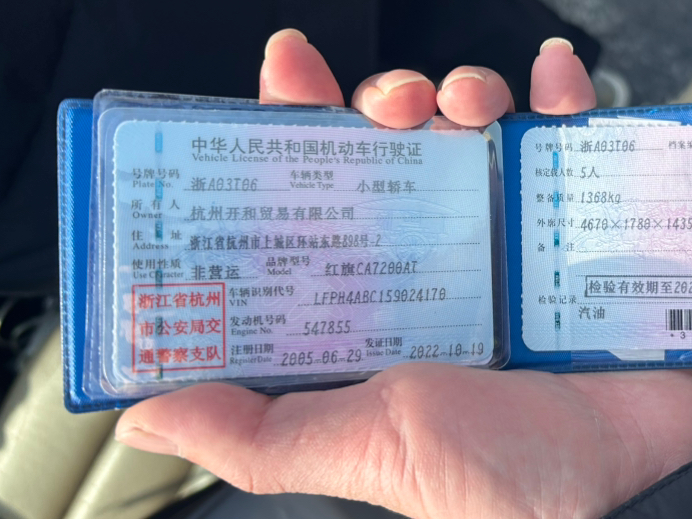 中华人民共和国机动车行驶证
Vehicle License of the People's Republic of China
号牌号码 浙A03T06 车辆类型 小型轿车
Plate No. Vehicle Type
所有人 杭州开和贸易有限公司
Owner
住址 浙江省杭州市上城区环站东路898号-2
Address
使用性质 非营运 品牌型号 红旗CA7200AT
Use Character Model
浙江省杭州
市公安局交
通警察支队
车辆识别代号 LFPH4ABC159024170
VIN
发动机号码 547855
Engine No.
注册日期 2005-06-29 发证日期 2022-10-19
Register Date Issue Date
号牌号码 浙A03T06 档案编
核定载人数 5人
整备质量 1368kg
外廓尺寸 4670×1780×1435
备注
检验有效期至202
检验记录
汽油